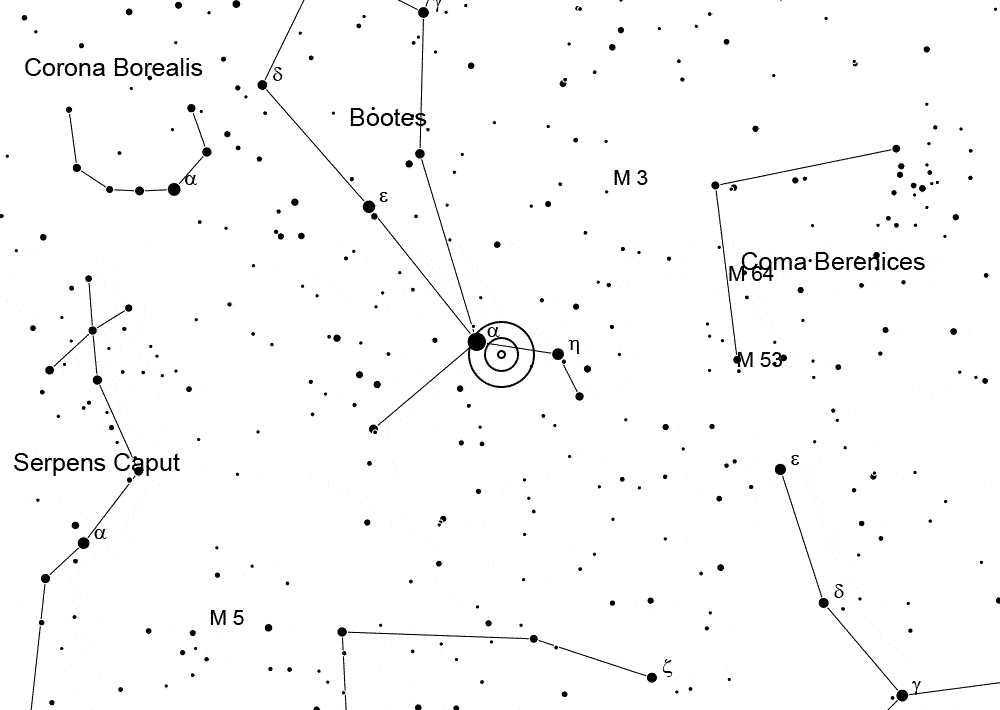 γ
Corona Borealis
δ
Bootes
M 3
α
ε
Coma Berenices
M 64
α
η
M 53
Serpens Caput
ε
α
δ
M 5
ζ
γ